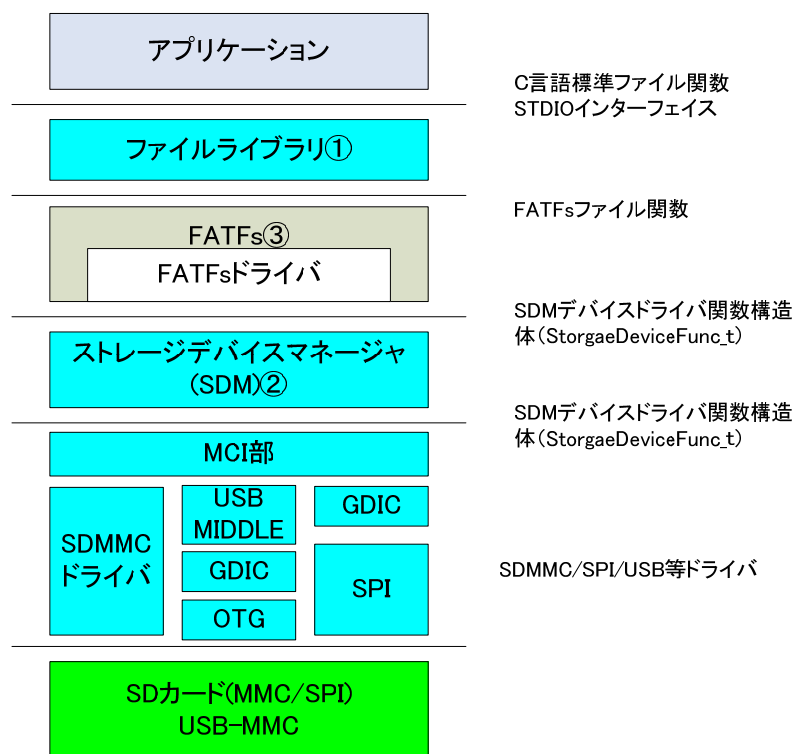 アプリケーション
C言語標準ファイル関数
STDIOインターフェイス
ファイルライブラリ①
FATFsファイル関数
FATFs③
FATFsドライバ
SDMデバイスドライバ関数構造
体(StorgaeDeviceFunc_t)
ストレージデバイスマネージャ
(SDM)②
SDMデバイスドライバ関数構造
体(StorgaeDeviceFunc_t)
MCI部
SDMMC
ドライバ
USB
MIDDLE
GDIC
OTG
GDIC
SPI
SDMMC/SPI/USB等ドライバ
SDカード(MMC/SPI)
USB-MMC